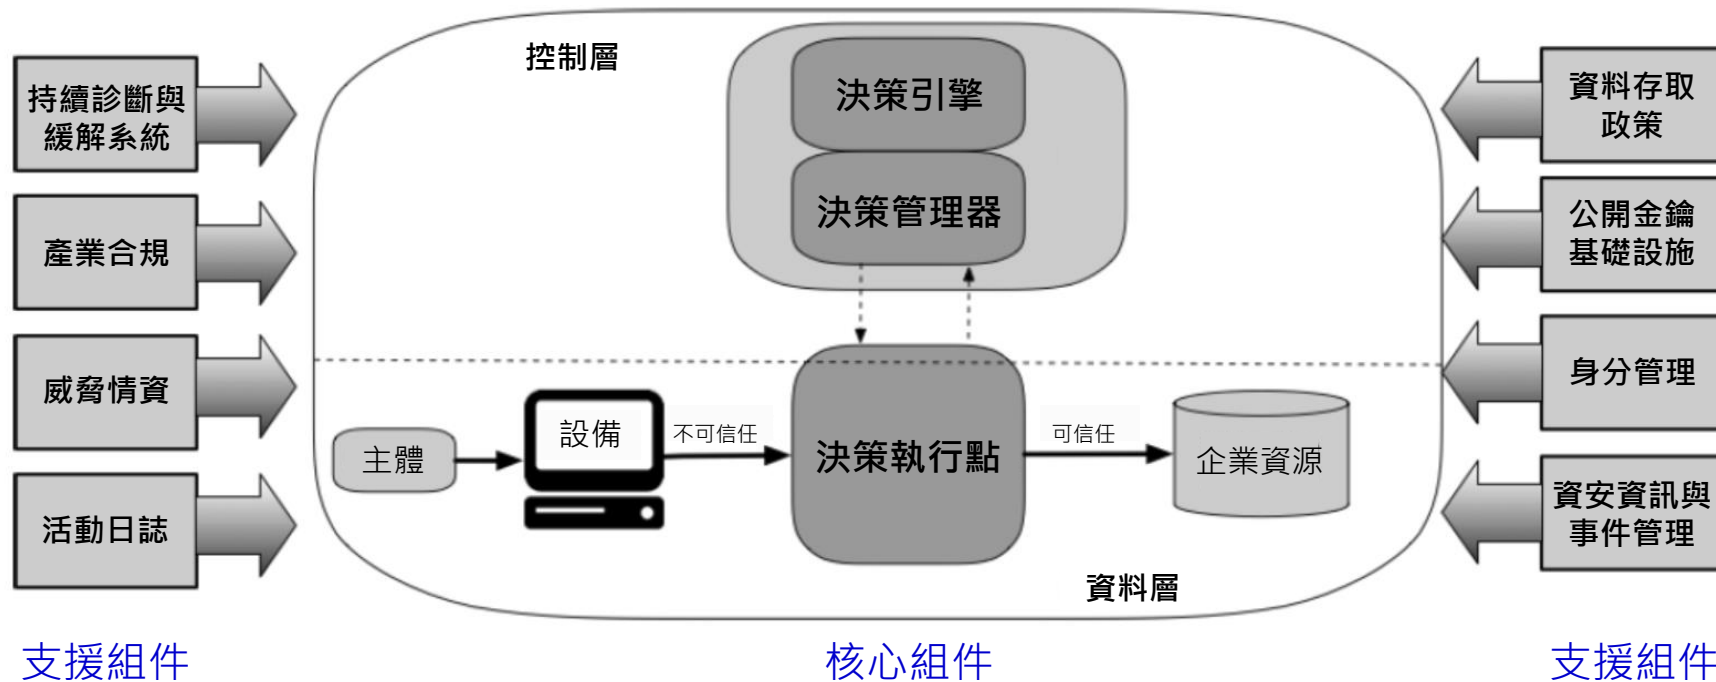 持續診斷與
緩解系統
產業合規
威脅情資
活動日誌
控制層
決策引擎
決策管理器
主體
設備
不可信任
決策執行點
可信任
企業資源
資料層
資料存取
政策
公開金鑰
基礎設施
身分管理
資安資訊與
事件管理
支援組件
核心組件
支援組件